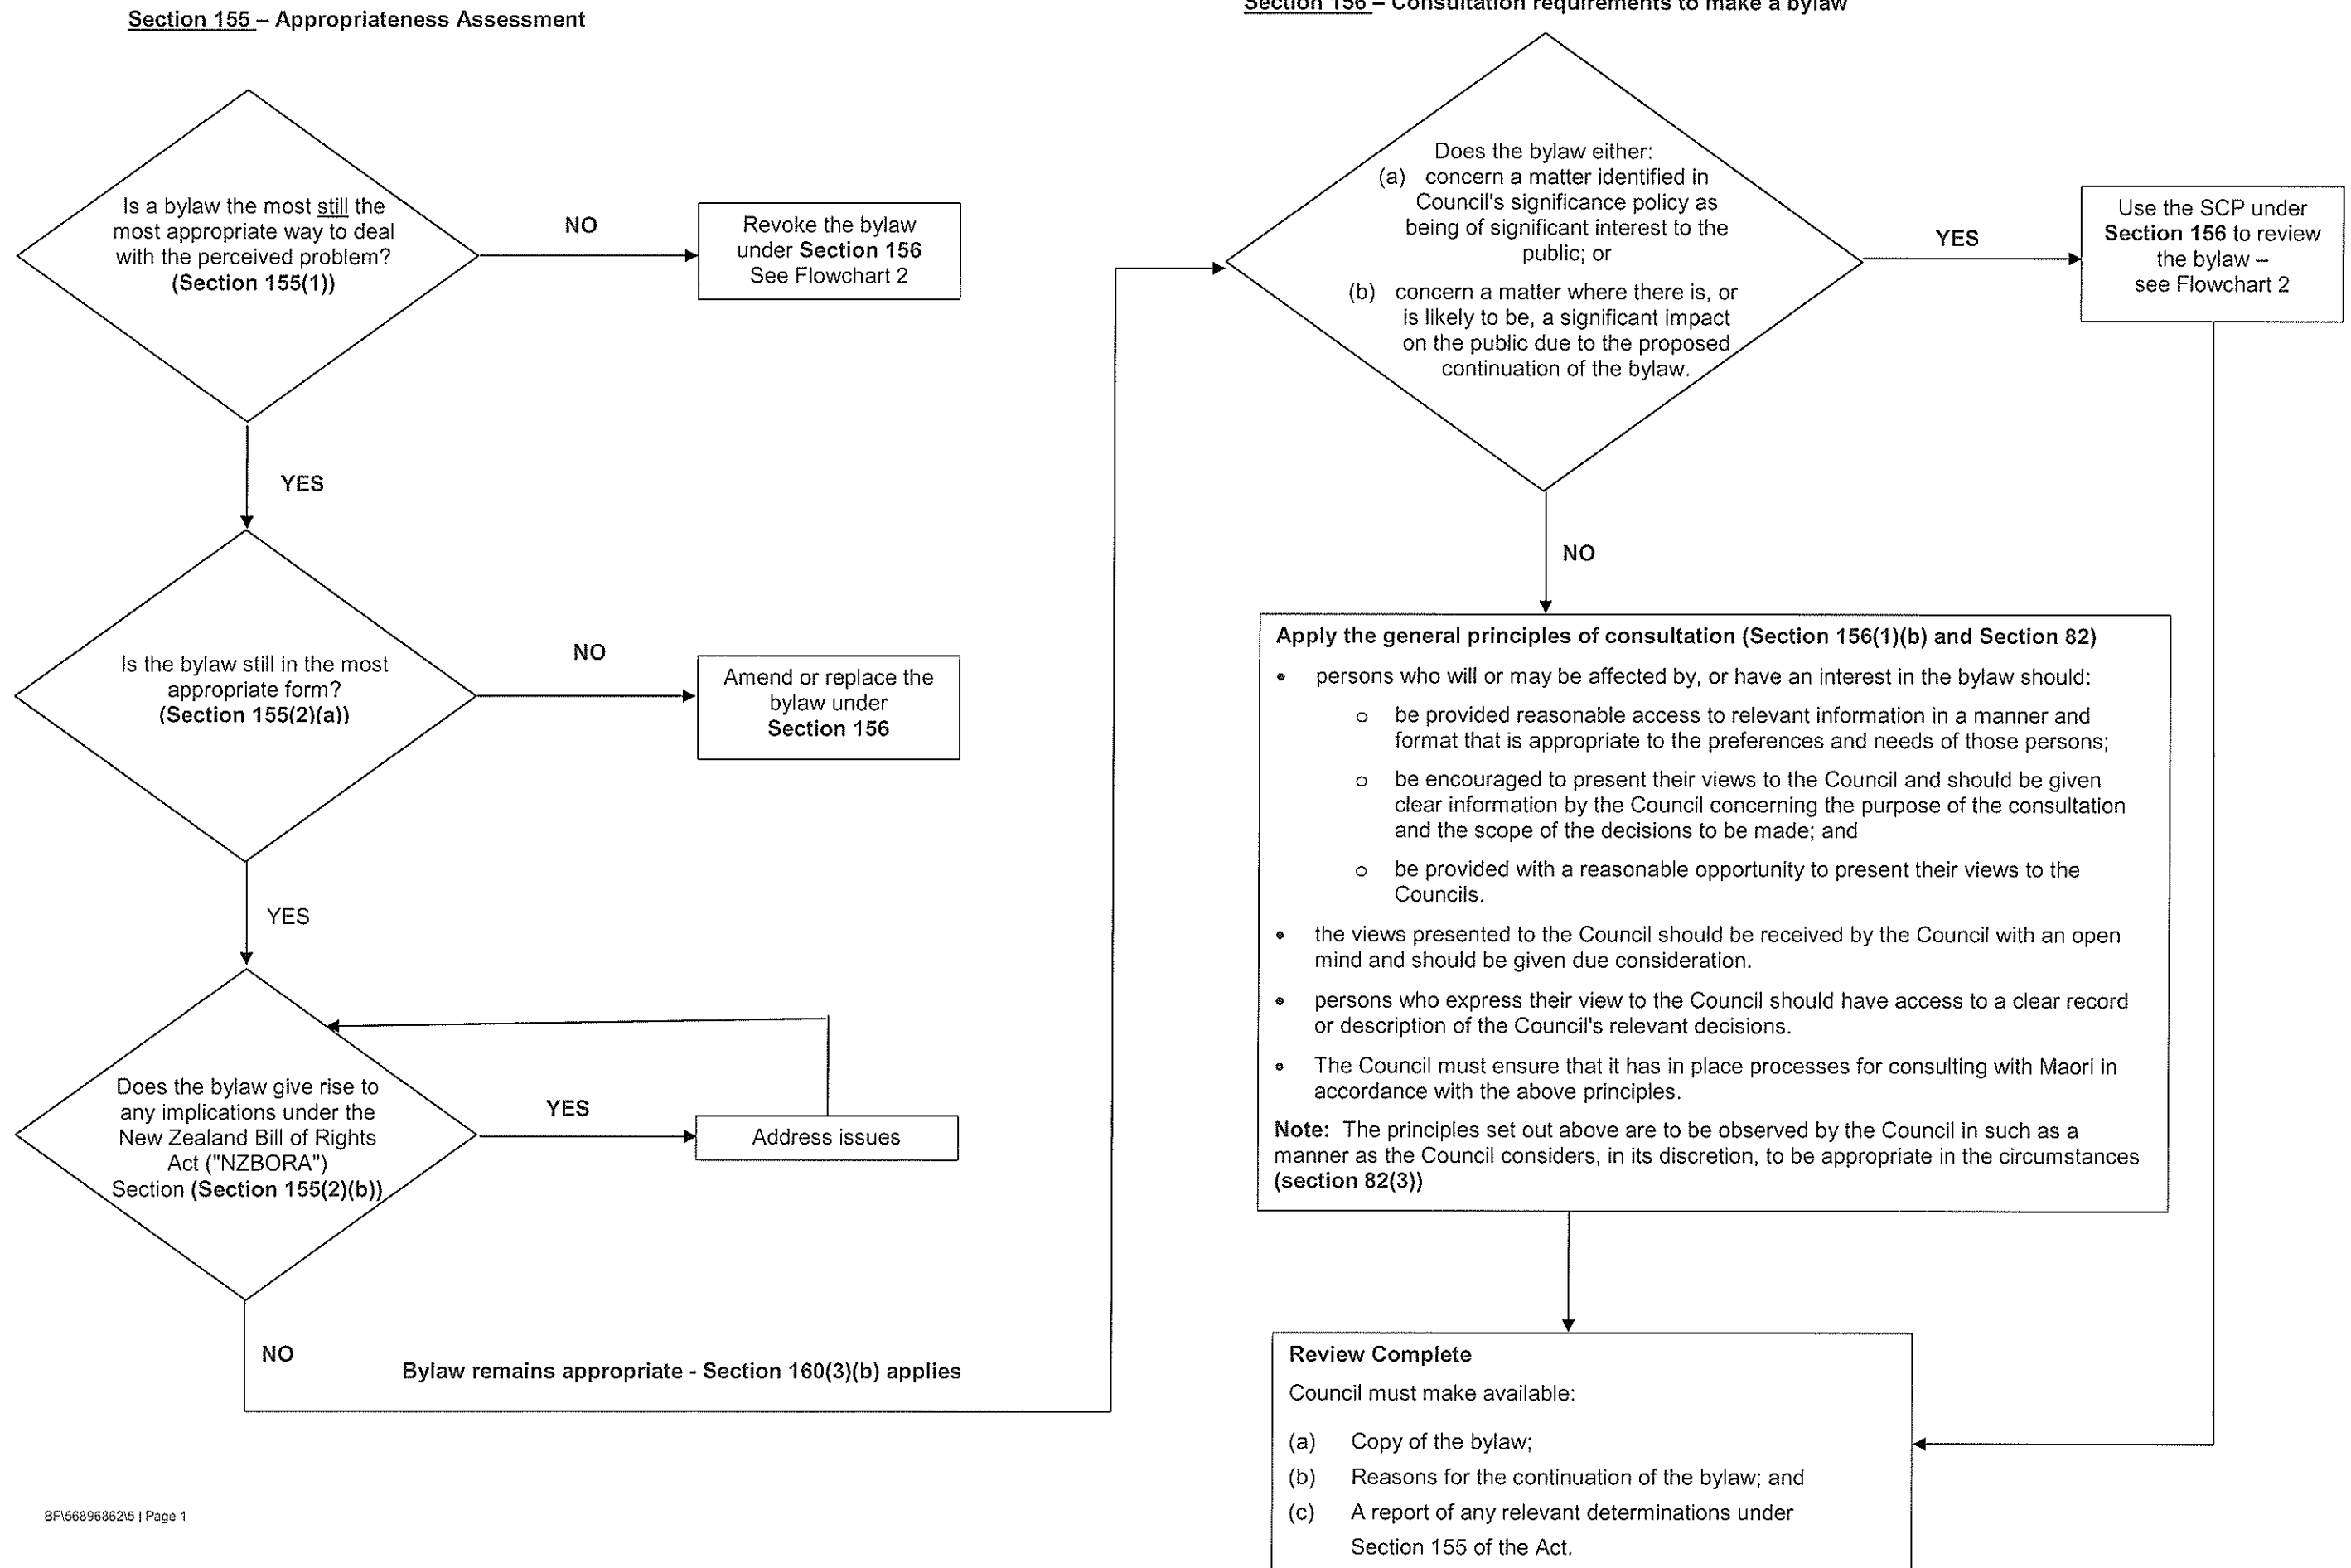 Section 155 – Appropriateness Assessment
Is a bylaw the most still the
most appropriate way to deal
with the perceived problem?
(Section 155(1))
NO
Revoke the bylaw
under Section 156
See Flowchart 2
YES
Is the bylaw still in the most
appropriate form?
(Section 155(2)(a))
NO
Amend or replace the
bylaw under
Section 156
YES
Does the bylaw give rise to
any implications under the
New Zealand Bill of Rights
Act ("NZBORA")
Section (Section 155(2)(b))
YES
Address issues
NO
Bylaw remains appropriate - Section 160(3)(b) applies
BF\56896862\5 | Page 1
Section 156 – Consultation requirements to make a bylaw
Does the bylaw either:
(a) concern a matter identified in
Council's significance policy as
being of significant interest to the
public; or
(b) concern a matter where there is, or
is likely to be, a significant impact
on the public due to the proposed
continuation of the bylaw.
YES
Use the SCP under
Section 156 to review
the bylaw –
see Flowchart 2
NO
Apply the general principles of consultation (Section 156(1)(b) and Section 82)
• persons who will or may be affected by, or have an interest in the bylaw should:
o be provided reasonable access to relevant information in a manner and
format that is appropriate to the preferences and needs of those persons;
o be encouraged to present their views to the Council and should be given
clear information by the Council concerning the purpose of the consultation
and the scope of the decisions to be made; and
o be provided with a reasonable opportunity to present their views to the
Councils.
• the views presented to the Council should be received by the Council with an open
mind and should be given due consideration.
• persons who express their view to the Council should have access to a clear record
or description of the Council's relevant decisions.
• The Council must ensure that it has in place processes for consulting with Maori in
accordance with the above principles.
Note: The principles set out above are to be observed by the Council in such as a
manner as the Council considers, in its discretion, to be appropriate in the circumstances
(section 82(3))
Review Complete
Council must make available:
(a) Copy of the bylaw;
(b) Reasons for the continuation of the bylaw; and
(c) A report of any relevant determinations under
Section 155 of the Act.